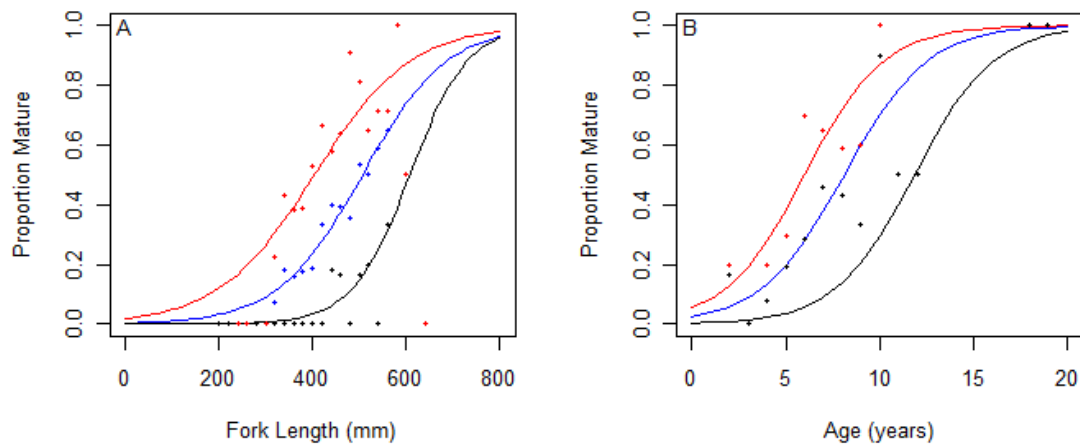 A
Proportion Mature
0.0 0.2 0.4 0.6 0.8 1.0
0 200 400 600 800
Fork Length (mm)
B
Proportion Mature
0.0 0.2 0.4 0.6 0.8 1.0
0 5 10 15 20
Age (years)